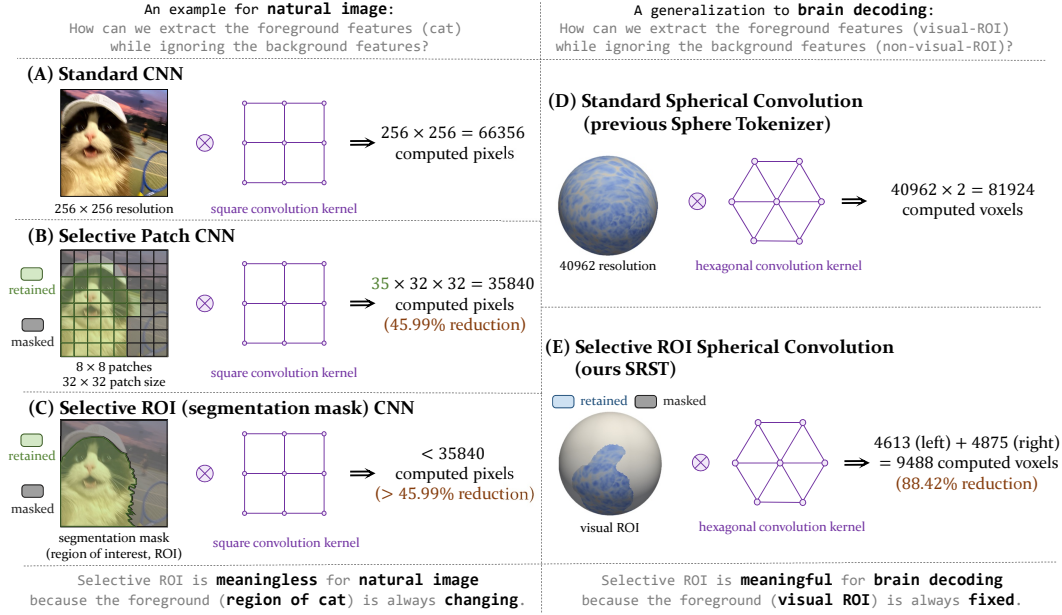 An example for natural image:
How can we extract the foreground features (cat)
while ignoring the background features?
(A) Standard CNN
256 × 256 resolution
square convolution kernel
256 × 256 = 66356
computed pixels
(B) Selective Patch CNN
retained
masked
8 × 8 patches
32 × 32 patch size
square convolution kernel
35 × 32 × 32 = 35840
computed pixels
(45.99% reduction)
(C) Selective ROI (segmentation mask) CNN
retained
masked
segmentation mask
(region of interest, ROI)
square convolution kernel
< 35840
computed pixels
(> 45.99% reduction)
Selective ROI is meaningless for natural image
because the foreground (region of cat) is always changing.
A generalization to brain decoding:
How can we extract the foreground features (visual-ROI)
while ignoring the background features (non-visual-ROI)?
(D) Standard Spherical Convolution
(previous Sphere Tokenizer)
40962 resolution
hexagonal convolution kernel
40962 × 2 = 81924
computed voxels
(E) Selective ROI Spherical Convolution
(ours SRST)
retained
masked
visual ROI
hexagonal convolution kernel
4613 (left) + 4875 (right)
= 9488 computed voxels
(88.42% reduction)
Selective ROI is meaningful for brain decoding
because the foreground (visual ROI) is always fixed.